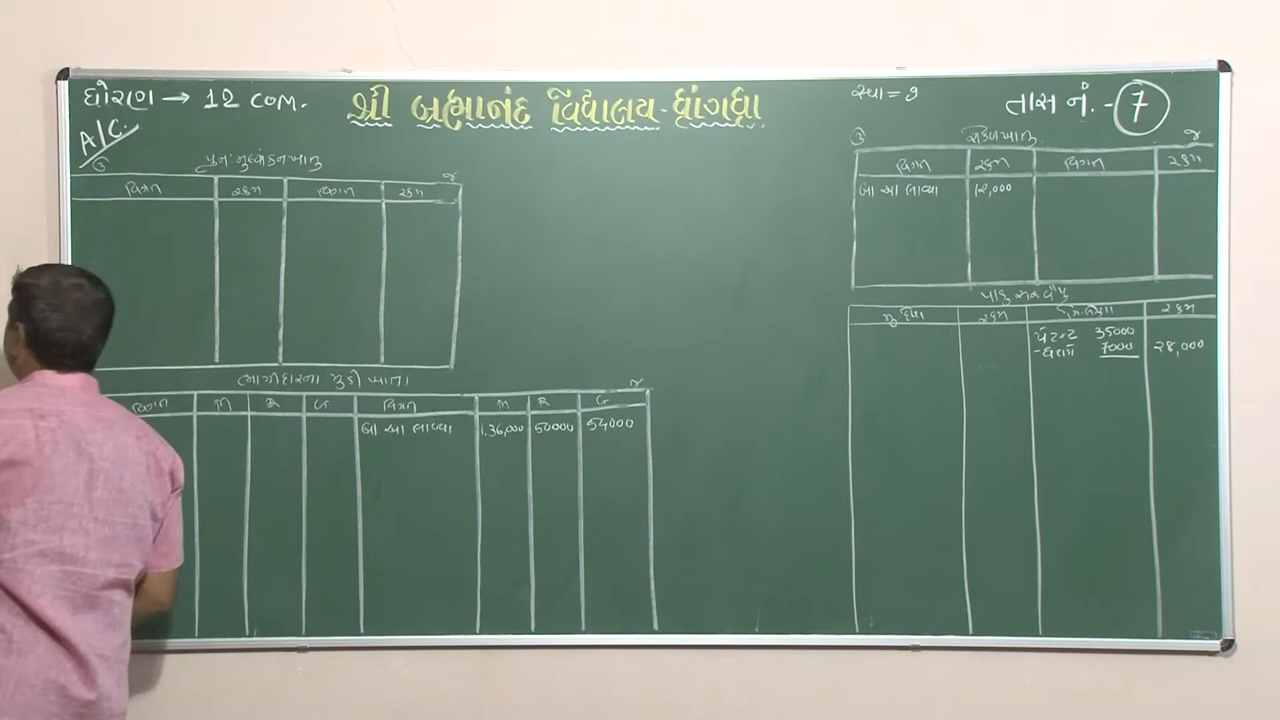 ધોરણ → 12 COM.
શ્રી બ્રહ્માનંદ વિદ્યાલય - ધ્રાંગધ્રા
તાસ નં. - 7
A/C.
ઉ પુનઃમૂલ્યાંકન ખાતુ જ
વિગત રકમ વિગત રકમ
ભાગીદારના મુડી ખાતા જ
વિગત M R G વિગત M R G
બા આ લાવ્યા 1,36,000 50000 54000
ઉ રોકડ ખાતુ જ
વિગત રકમ વિગત રકમ
બા આ લાવ્યા 12,000
પાકુ સરવૈયુ
રકમ રકમ
પેટન્ટ 35000
- ઘસારો 7000 28,000